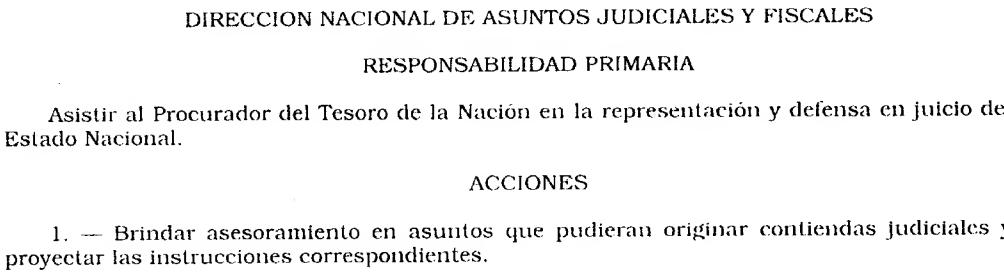 DIRECCION NACIONAL DE ASUNTOS JUDICIALES Y FISCALES
RESPONSABILIDAD PRIMARIA
Asistir al Procurador del Tesoro de la Nación en la representación y defensa en juicio de
Estado Nacional.
ACCIONES
1. — Brindar asesoramiento en asuntos que pudieran originar contiendas judiciales y
proyectar las instrucciones correspondientes.